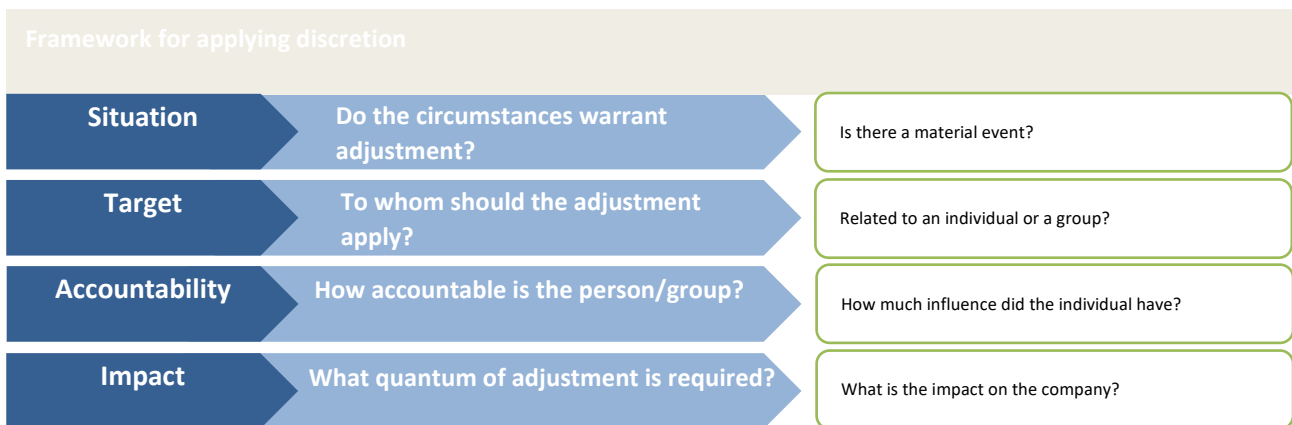 Framework for applying discretion
Situation
Do the circumstances warrant
adjustment?
Is there a material event?
Target
To whom should the adjustment
apply?
Related to an individual or a group?
Accountability
How accountable is the person/group?
How much influence did the individual have?
Impact
What quantum of adjustment is required?
What is the impact on the company?